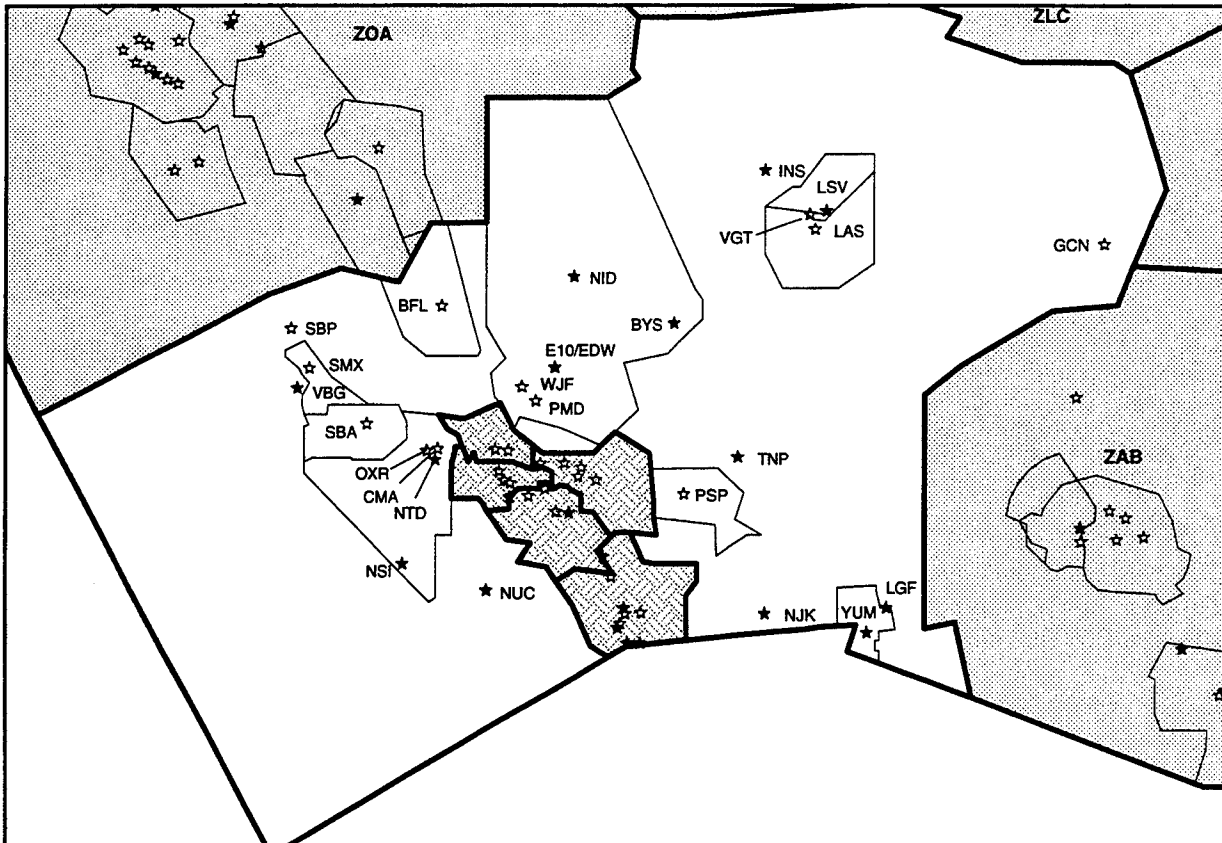 ZOA
ZLC
INS
LSV
VGT
LAS
GCN
NID
BFL
BYS
SBP
E10/EDW
SMX
WJF
VBG
PMD
SBA
TNP
ZAB
OXR
CMA
PSP
NTD
NSI
NUC
LGF
NJK
YUM